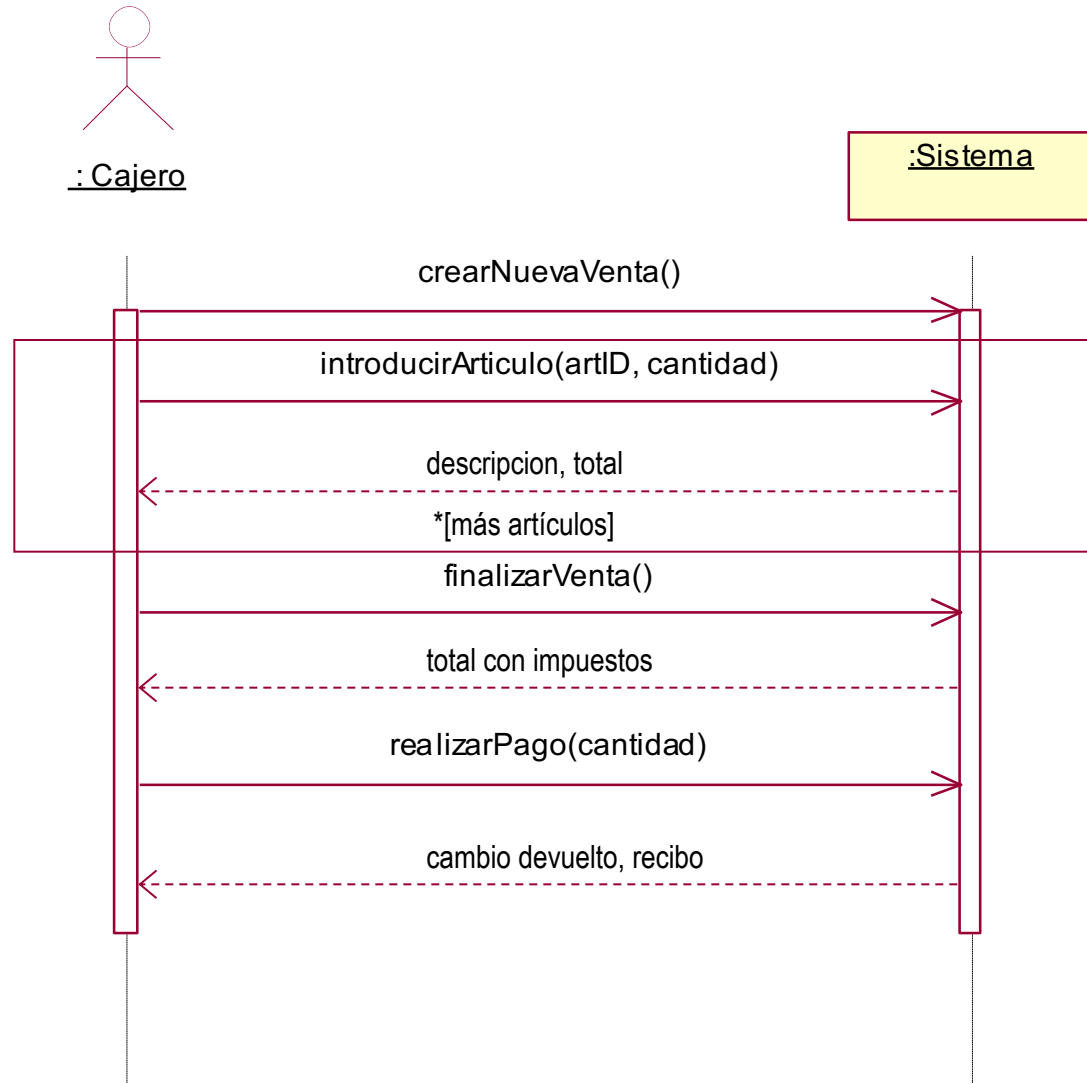 : Cajero
:Sistema
crearNuevaVenta()
introducirArticulo(artID, cantidad)
descripcion, total
*[más artículos]
finalizarVenta()
total con impuestos
realizarPago(cantidad)
cambio devuelto, recibo